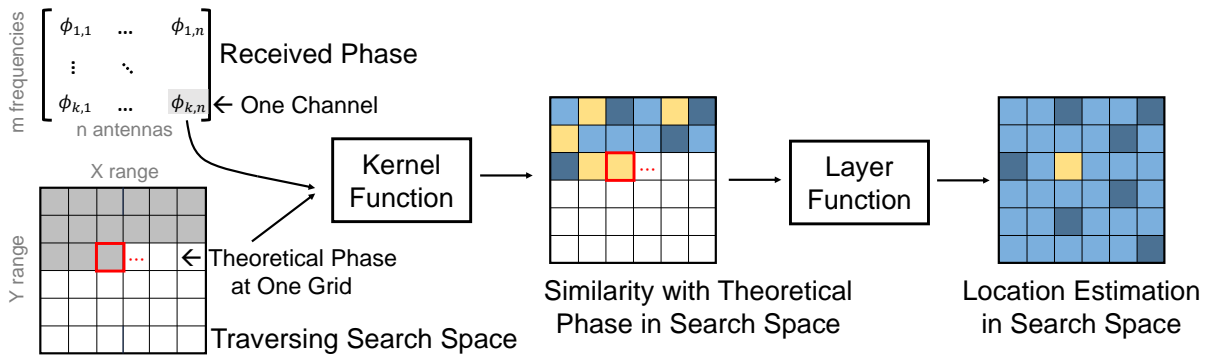 m frequencies
ϕ1,1 ... ϕ1,n
⋮ ⋱
ϕk,1 ... ϕk,n
Received Phase
← One Channel
n antennas
X range
Y range
...
← Theoretical Phase
at One Grid
Traversing Search Space
Kernel
Function
...
Similarity with Theoretical
Phase in Search Space
Layer
Function
Location Estimation
in Search Space